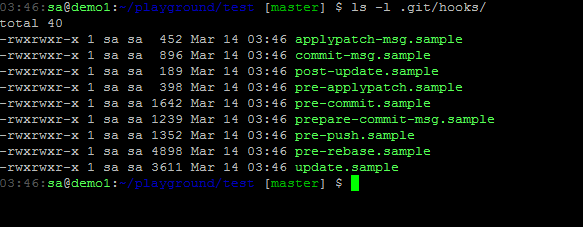 03:46:sa@demo1:~/playground/test [master] $ ls -l .git/hooks/
total 40
-rwxrwxr-x 1 sa sa  452 Mar 14 03:46 applypatch-msg.sample
-rwxrwxr-x 1 sa sa  896 Mar 14 03:46 commit-msg.sample
-rwxrwxr-x 1 sa sa  189 Mar 14 03:46 post-update.sample
-rwxrwxr-x 1 sa sa  398 Mar 14 03:46 pre-applypatch.sample
-rwxrwxr-x 1 sa sa 1642 Mar 14 03:46 pre-commit.sample
-rwxrwxr-x 1 sa sa 1239 Mar 14 03:46 prepare-commit-msg.sample
-rwxrwxr-x 1 sa sa 1352 Mar 14 03:46 pre-push.sample
-rwxrwxr-x 1 sa sa 4898 Mar 14 03:46 pre-rebase.sample
-rwxrwxr-x 1 sa sa 3611 Mar 14 03:46 update.sample
03:46:sa@demo1:~/playground/test [master] $